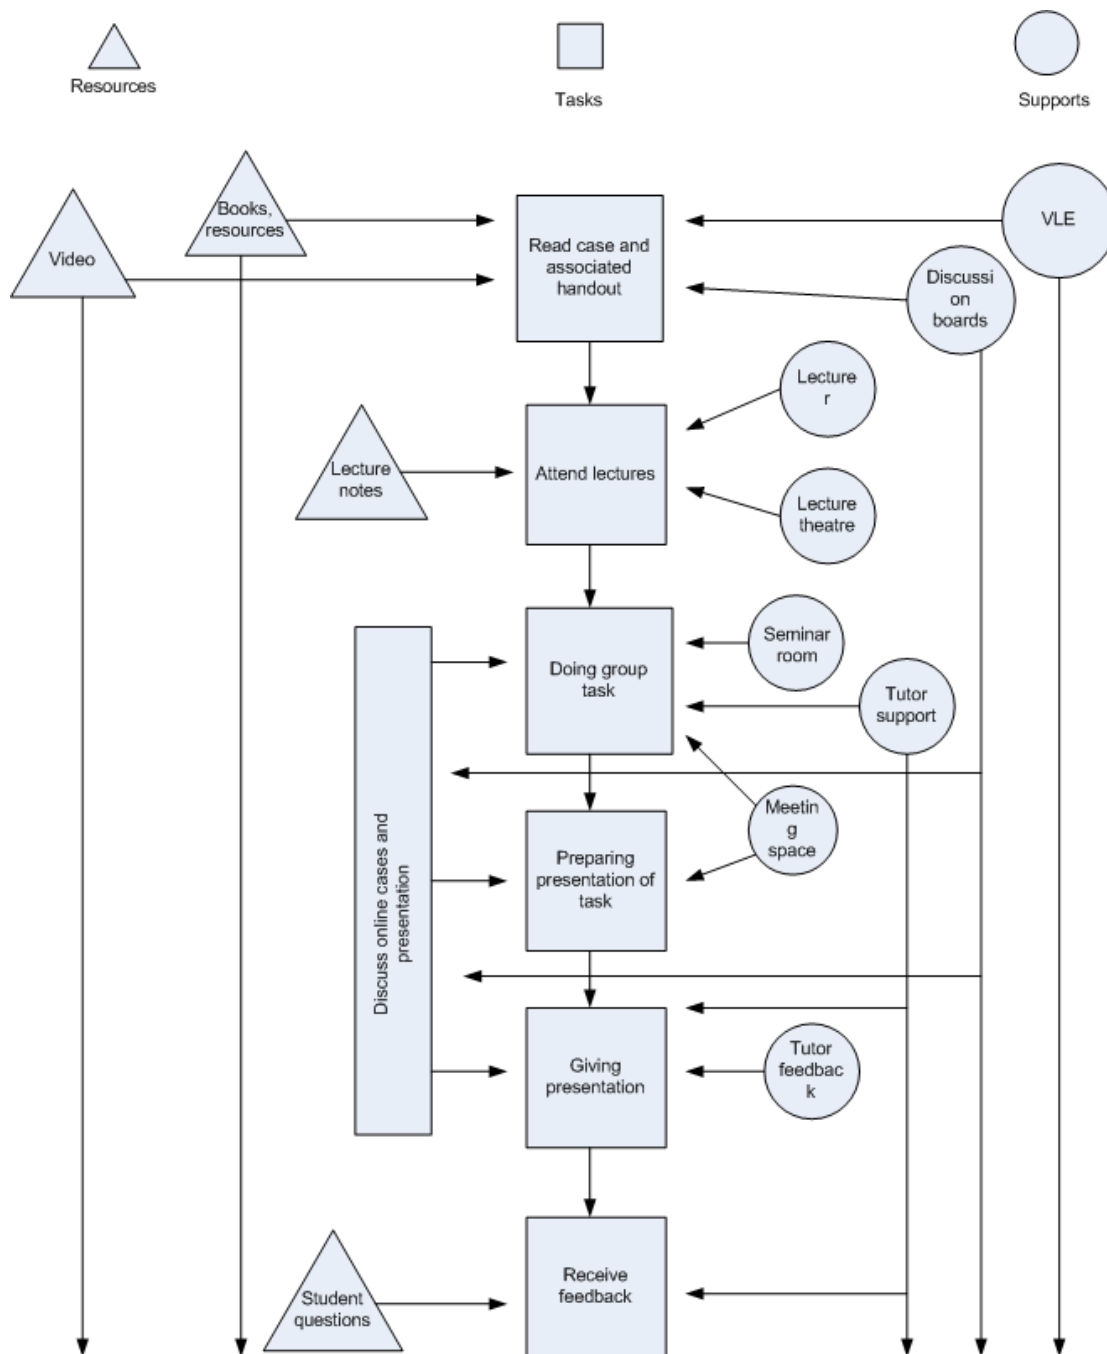 Resources
Tasks
Supports
Books,
resources
Video
Read case and
associated
handout
VLE
Discussi
on
boards
Lecture
r
Lecture
notes
Attend lectures
Lecture
theatre
Seminar
room
Doing group
task
Tutor
support
Discuss online cases and
presentation
Meetin
g
space
Preparing
presentation of
task
Giving
presentation
Tutor
feedbac
k
Student
questions
Receive
feedback